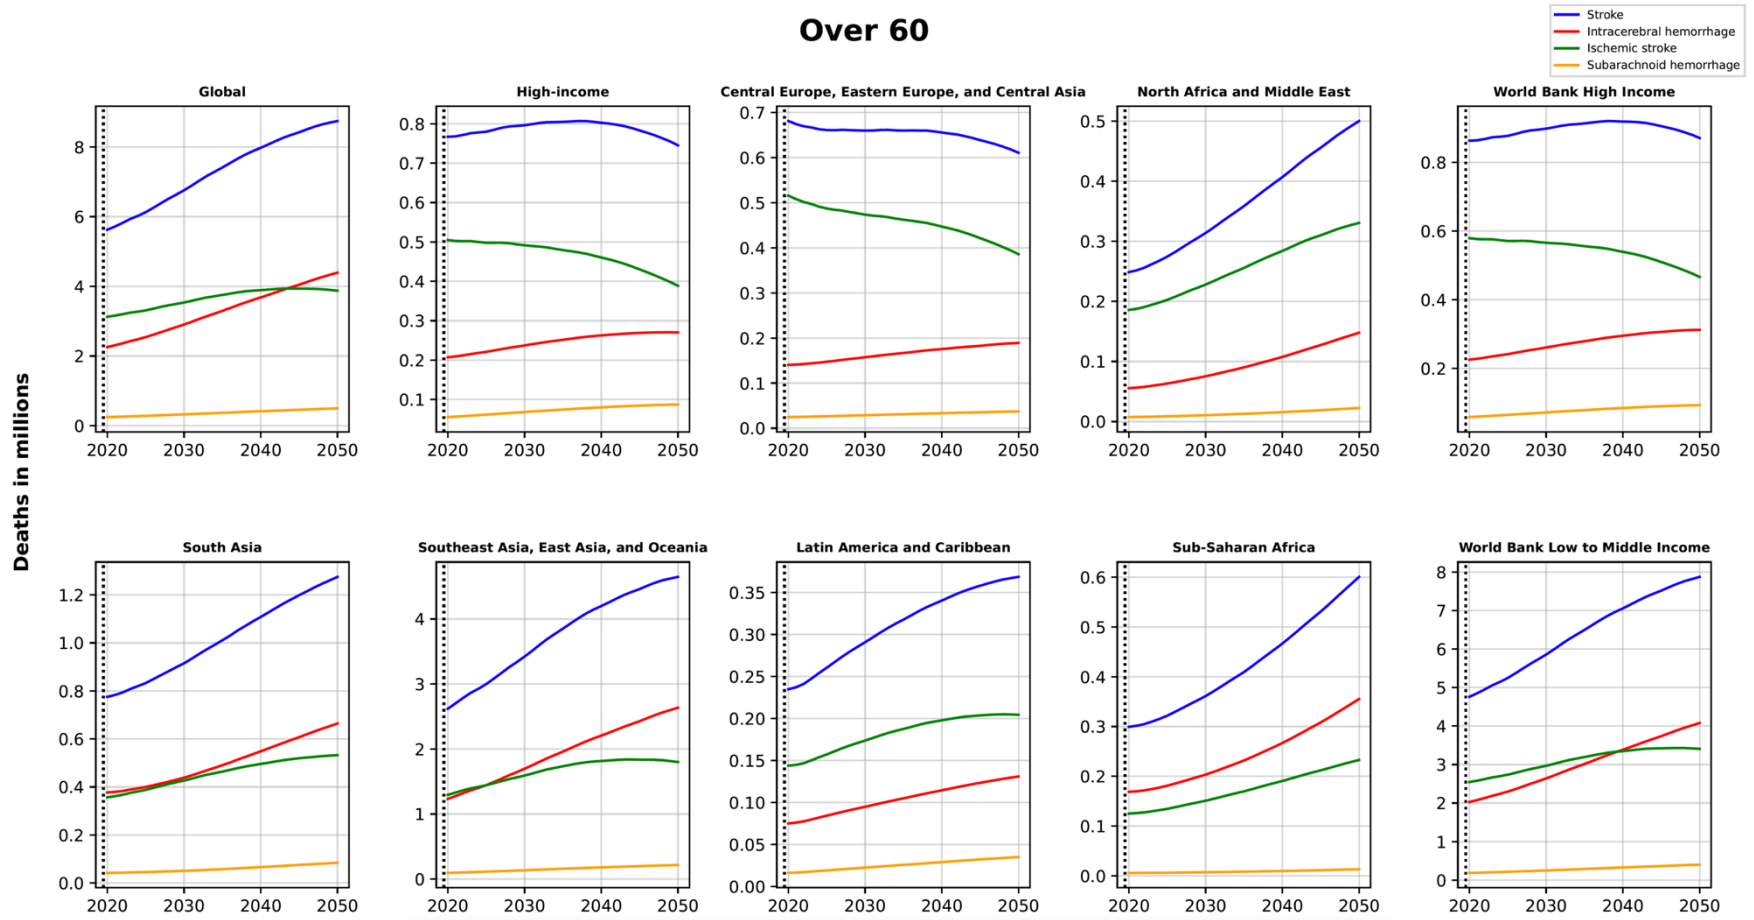 Over 60
Stroke
Intracerebral hemorrhage
Ischemic stroke
Subarachnoid hemorrhage
Deaths in millions
Global
8
6
4
2
0
2020 2030 2040 2050
High-income
0.8
0.7
0.6
0.5
0.4
0.3
0.2
0.1
2020 2030 2040 2050
Central Europe, Eastern Europe, and Central Asia
0.7
0.6
0.5
0.4
0.3
0.2
0.1
0.0
2020 2030 2040 2050
North Africa and Middle East
0.5
0.4
0.3
0.2
0.1
0.0
2020 2030 2040 2050
World Bank High Income
0.8
0.6
0.4
0.2
2020 2030 2040 2050
South Asia
1.2
1.0
0.8
0.6
0.4
0.2
0.0
2020 2030 2040 2050
Southeast Asia, East Asia, and Oceania
4
3
2
1
0
2020 2030 2040 2050
Latin America and Caribbean
0.35
0.30
0.25
0.20
0.15
0.10
0.05
0.00
2020 2030 2040 2050
Sub-Saharan Africa
0.6
0.5
0.4
0.3
0.2
0.1
0.0
2020 2030 2040 2050
World Bank Low to Middle Income
8
7
6
5
4
3
2
1
0
2020 2030 2040 2050